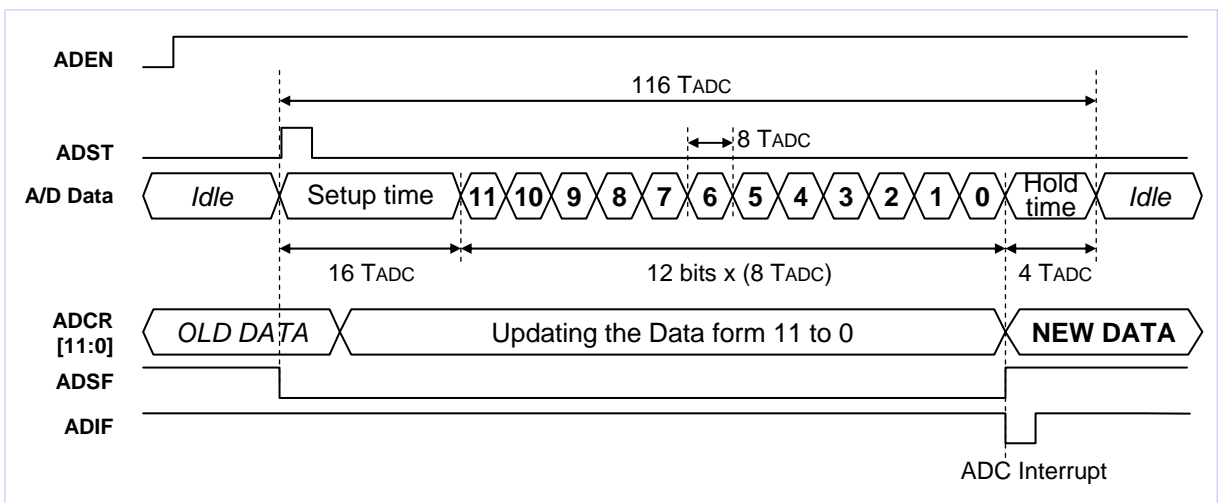 ADEN
116 TADC
ADST
8 TADC
A/D Data
Idle
Setup time
11
10
9
8
7
6
5
4
3
2
1
0
Hold
time
Idle
16 TADC
12 bits x (8 TADC)
4 TADC
ADCR
[11:0]
OLD DATA
Updating the Data form 11 to 0
NEW DATA
ADSF
ADIF
ADC Interrupt